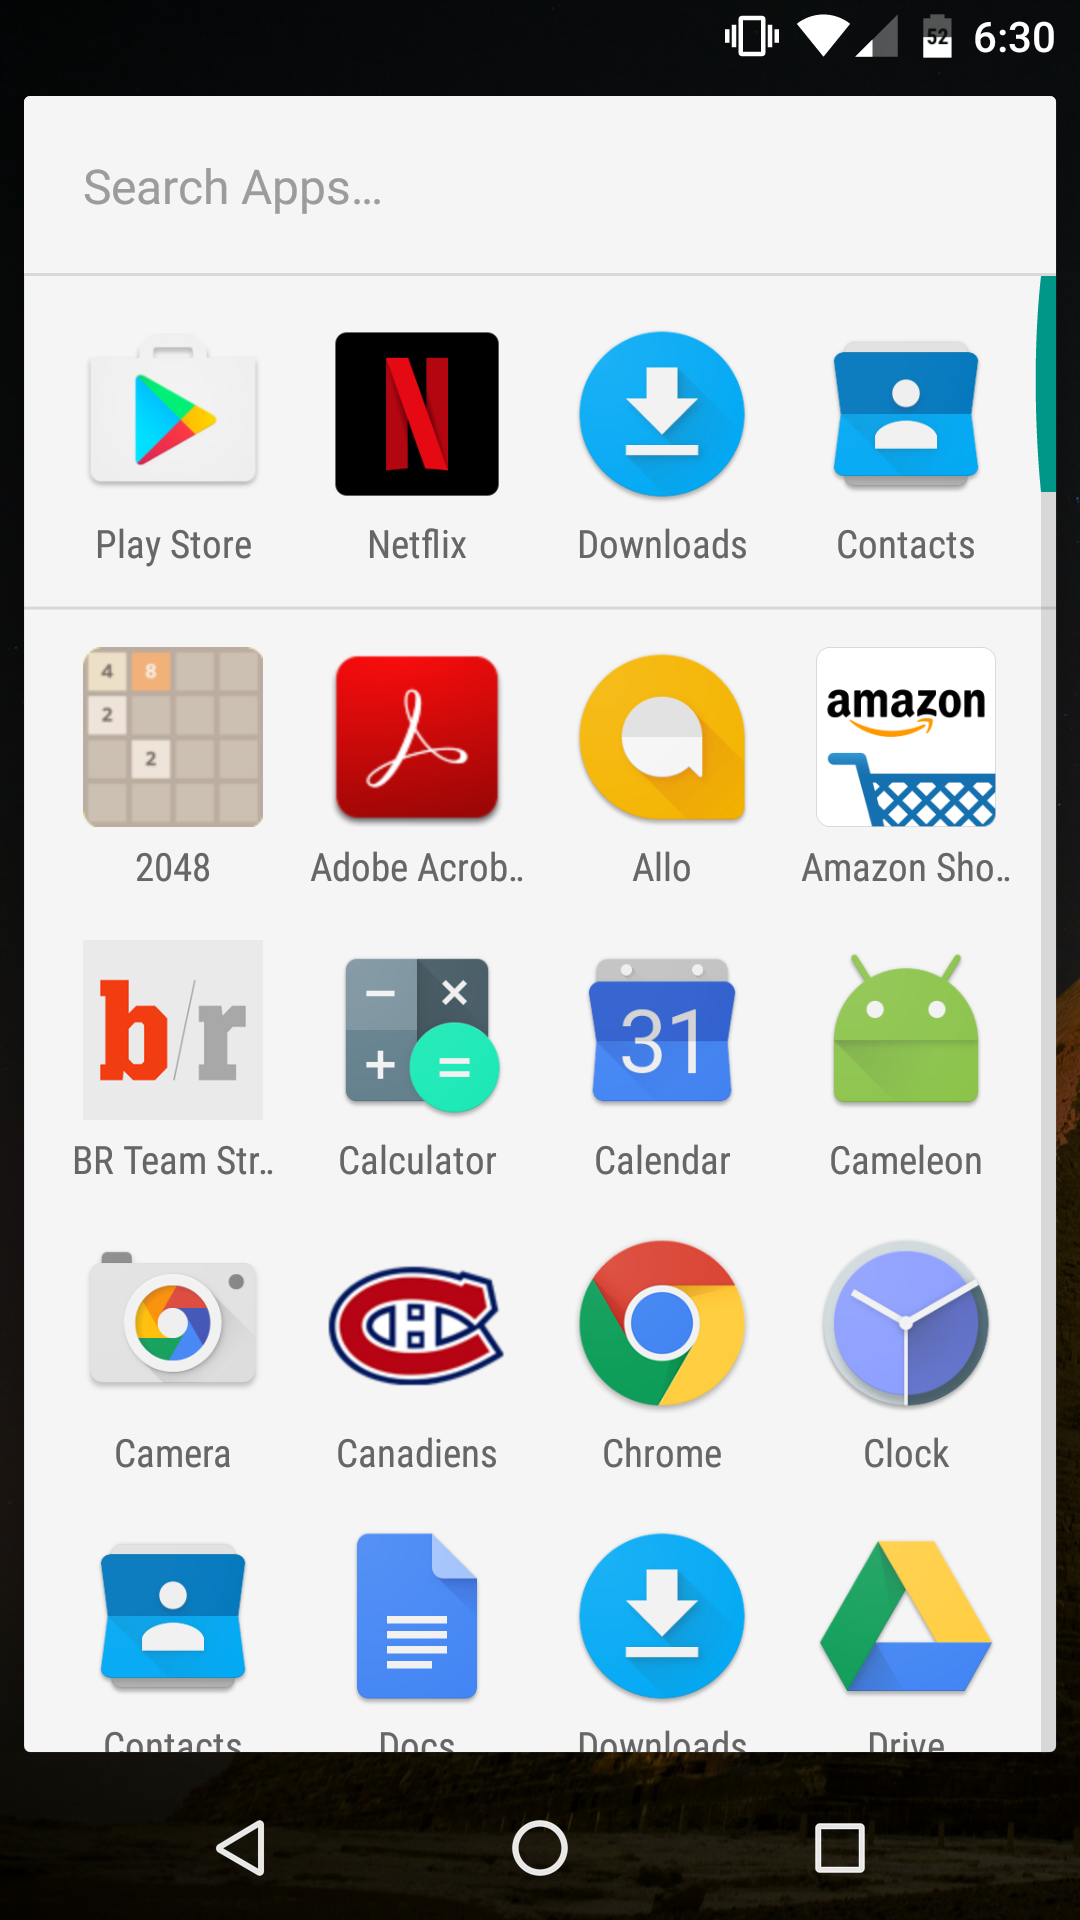 52 6:30
Search Apps...
Play Store Netflix Downloads Contacts
4 8
2
2
amazon
2048 Adobe Acrob.. Allo Amazon Sho..
b/r
31
BR Team Str.. Calculator Calendar Cameleon
Camera Canadiens Chrome Clock
Contacts Docs Downloads Drive